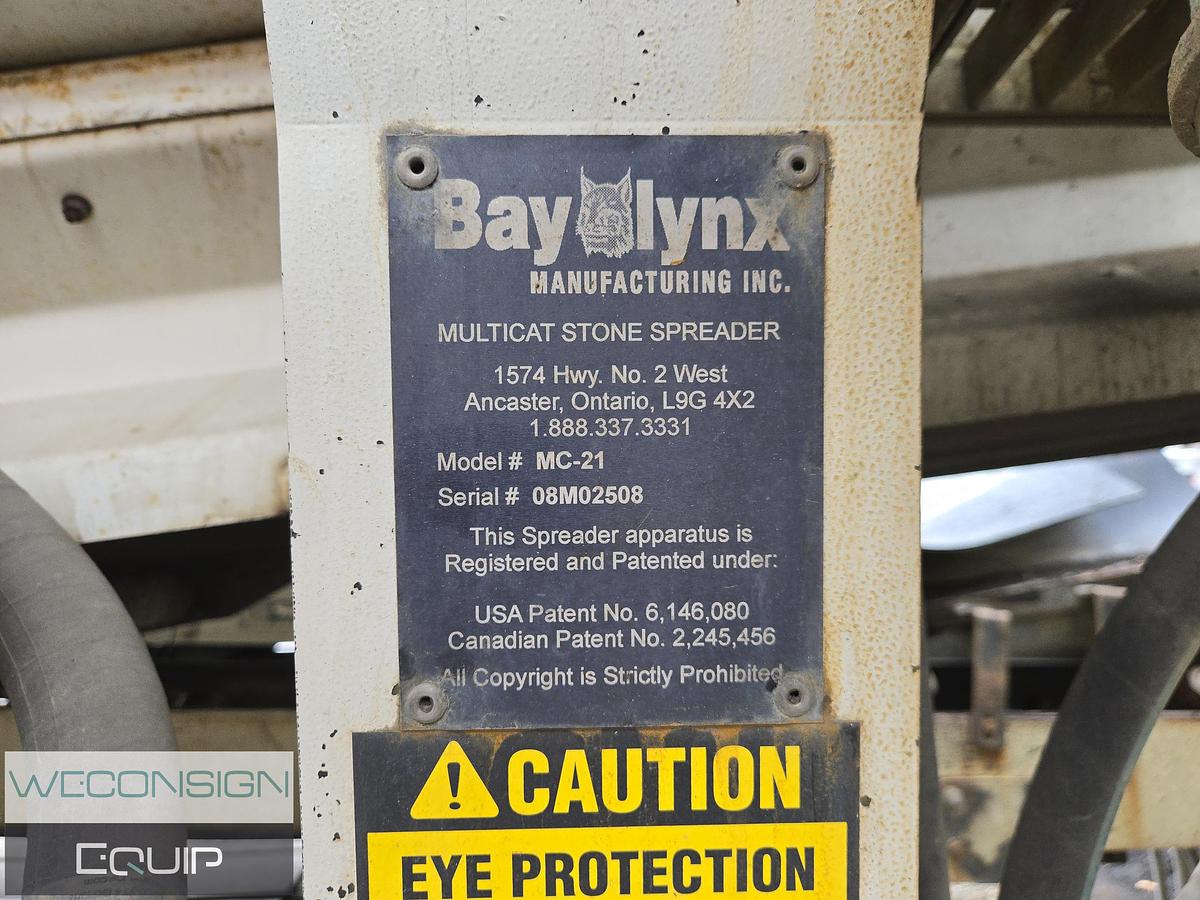 Bay lynx
MANUFACTURING INC.
MULTICAT STONE SPREADER
1574 Hwy. No. 2 West
Ancaster, Ontario, L9G 4X2
1.888.337.3331
Model # MC-21
Serial # 08M02508
This Spreader apparatus is
Registered and Patented under:
USA Patent No. 6,146,080
Canadian Patent No. 2,245,456
All Copyright is Strictly Prohibited
CAUTION
EYE PROTECTION
WECONSIGN
EQUIP